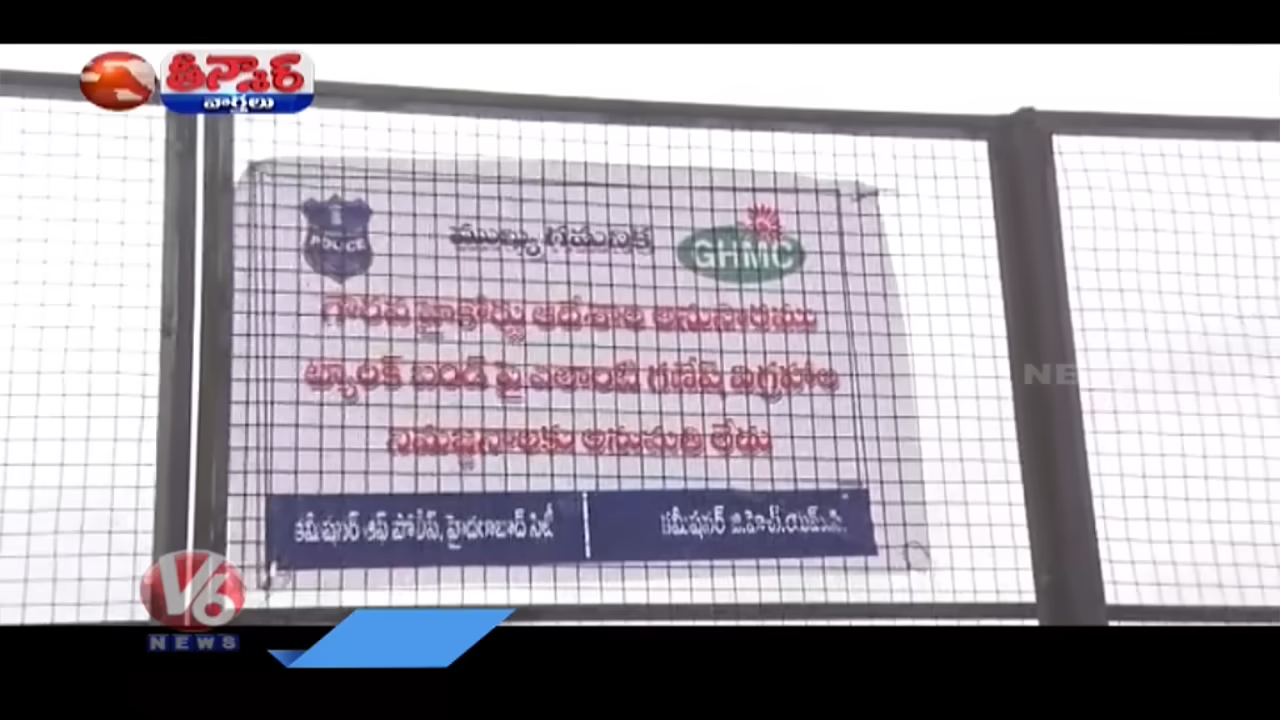 తీన్మార్
వార్తలు
POLICE
ముఖ్య గమనిక
GHMC
గౌరవ హైకోర్టు ఆదేశాల అనుసారము
ట్యాంక్ బండ్ పై ఎలాంటి గణేష్ విగ్రహాల
నిమజ్జనాలకు అనుమతి లేదు
కమీషనర్ ఆఫ్ పోలీస్, హైదరాబాద్ సిటీ
కమీషనర్ జి.హెచ్.యమ్.సి.
V6
NEWS